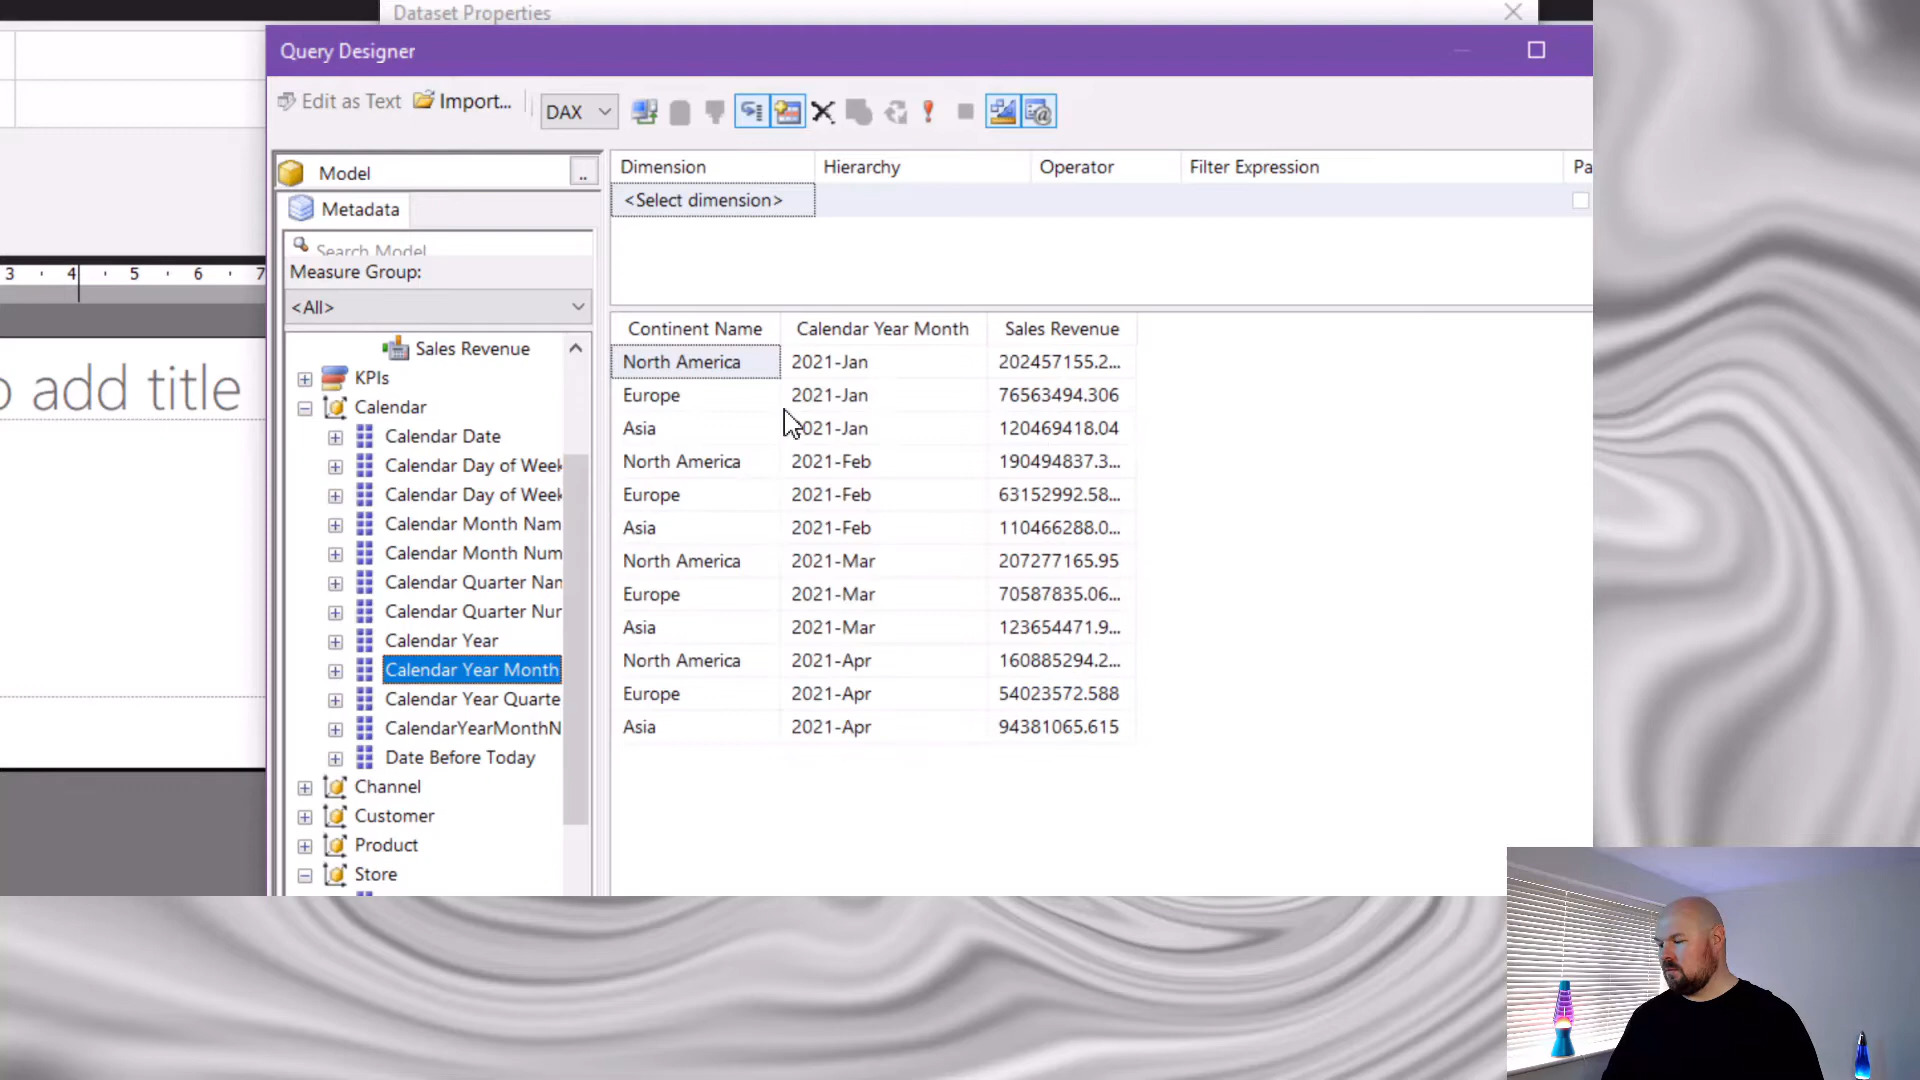 Dataset Properties
Query Designer
Edit as Text Import... DAX
Model ..
Metadata
Search Model
Measure Group:
<All>
Sales Revenue
KPIs
Calendar
Calendar Date
Calendar Day of Week
Calendar Day of Week
Calendar Month Nam
Calendar Month Num
Calendar Quarter Nan
Calendar Quarter Nur
Calendar Year
Calendar Year Month
Calendar Year Quarte
CalendarYearMonthN
Date Before Today
Channel
Customer
Product
Store
Dimension Hierarchy Operator Filter Expression Pa
<Select dimension>
Continent Name Calendar Year Month Sales Revenue
North America 2021-Jan 202457155.2...
Europe 2021-Jan 76563494.306
Asia 2021-Jan 120469418.04
North America 2021-Feb 190494837.3...
Europe 2021-Feb 63152992.58...
Asia 2021-Feb 110466288.0...
North America 2021-Mar 207277165.95
Europe 2021-Mar 70587835.06...
Asia 2021-Mar 123654471.9...
North America 2021-Apr 160885294.2...
Europe 2021-Apr 54023572.588
Asia 2021-Apr 94381065.615
3 4 5 6 7
o add title